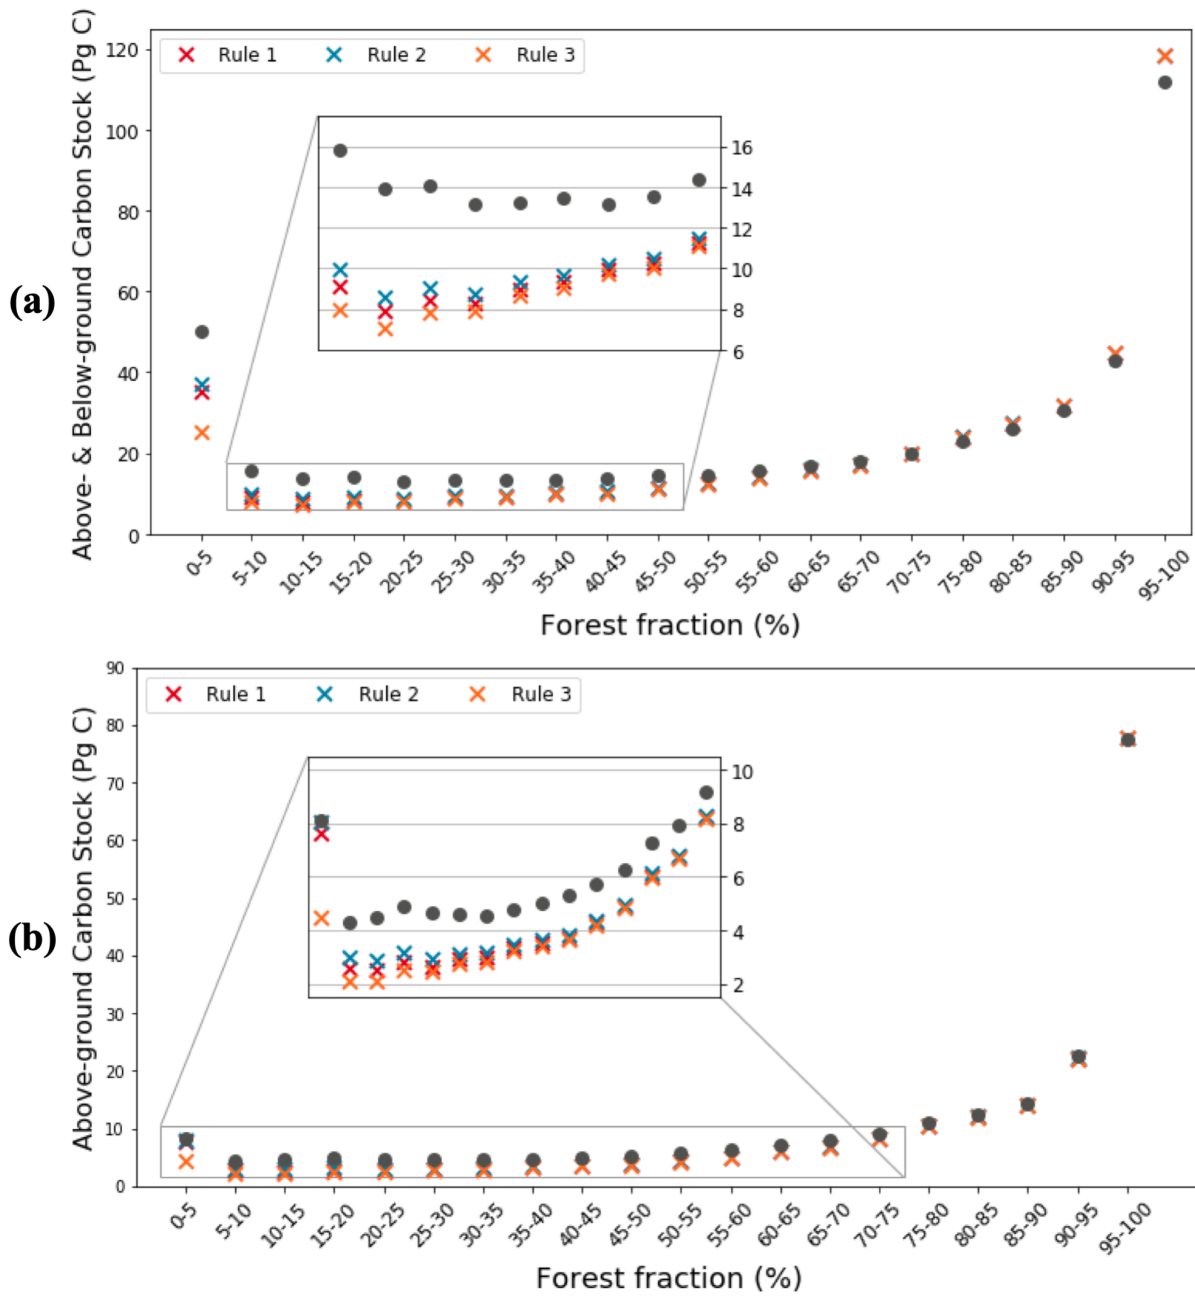 (a)
Above- & Below-ground Carbon Stock (Pg C)
Rule 1 Rule 2 Rule 3
120
100
80
60
40
20
0
16
14
12
10
8
6
0-5 5-10 10-15 15-20 20-25 25-30 30-35 35-40 40-45 45-50 50-55 55-60 60-65 65-70 70-75 75-80 80-85 85-90 90-95 95-100
Forest fraction (%)
(b)
Above-ground Carbon Stock (Pg C)
Rule 1 Rule 2 Rule 3
90
80
70
60
50
40
30
20
10
0
10
8
6
4
2
0-5 5-10 10-15 15-20 20-25 25-30 30-35 35-40 40-45 45-50 50-55 55-60 60-65 65-70 70-75 75-80 80-85 85-90 90-95 95-100
Forest fraction (%)